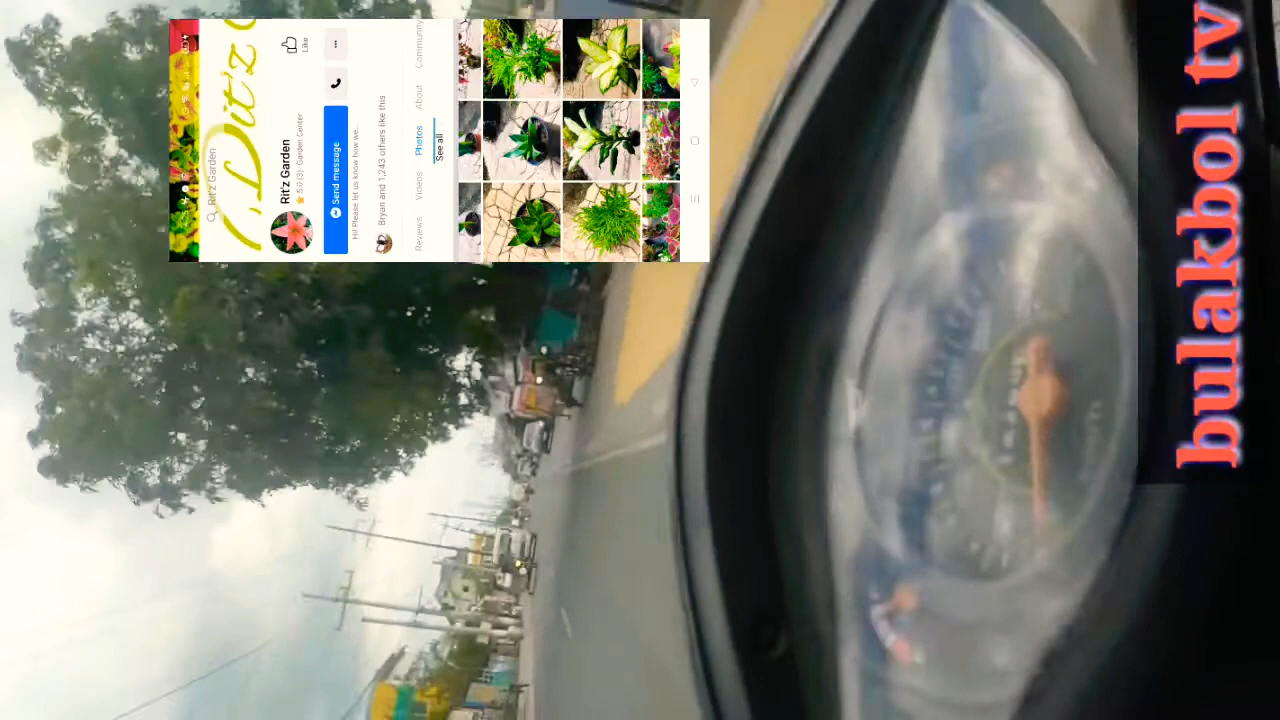 Rit'z Garden
Like
Rit'z Garden
5.0 (3) · Garden Center
Send message
Hi! Please let us know how we...
Bryan and 1,243 others like this
Reviews Videos Photos About Community
See all
bulakbol tv